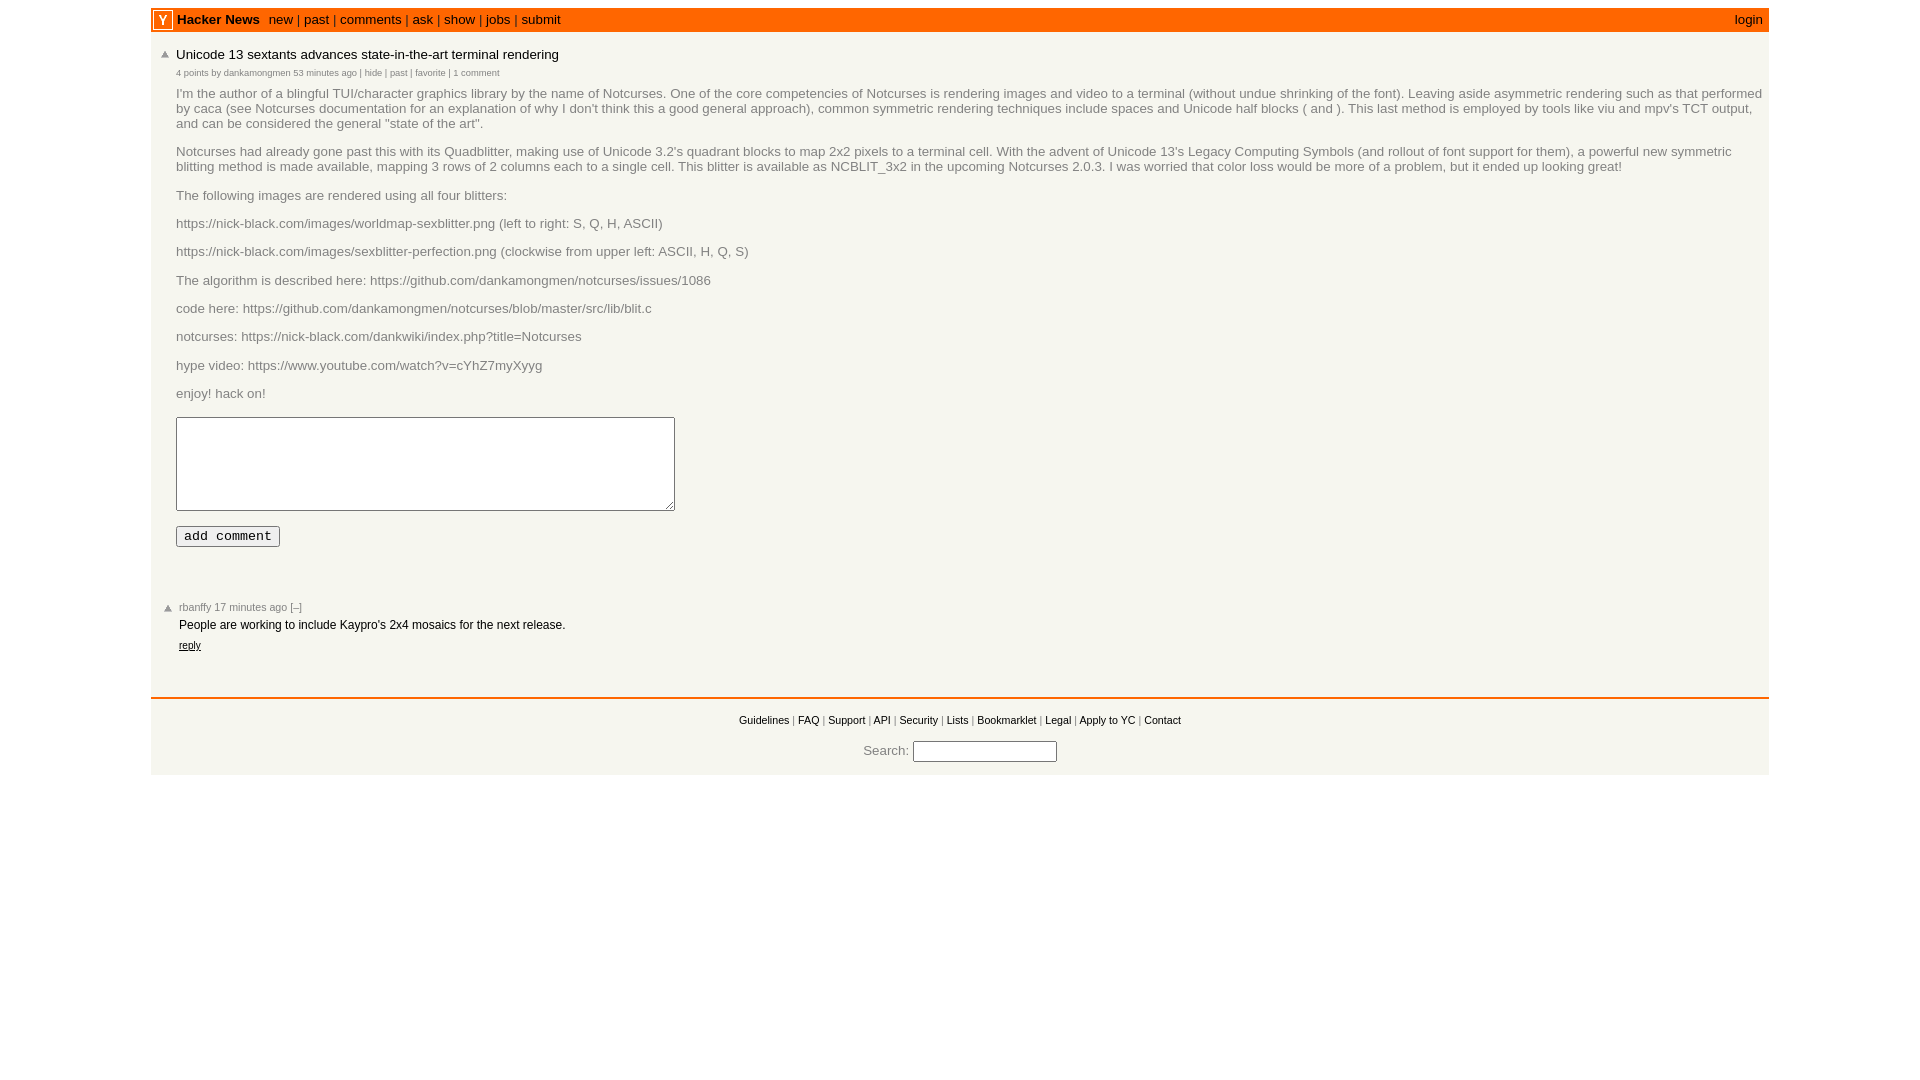 Y Hacker News new | past | comments | ask | show | jobs | submit login
Unicode 13 sextants advances state-in-the-art terminal rendering
4 points by dankamongmen 53 minutes ago | hide | past | favorite | 1 comment
I'm the author of a blingful TUI/character graphics library by the name of Notcurses. One of the core competencies of Notcurses is rendering images and video to a terminal (without undue shrinking of the font). Leaving aside asymmetric rendering such as that performed
by caca (see Notcurses documentation for an explanation of why I don't think this a good general approach), common symmetric rendering techniques include spaces and Unicode half blocks ( and ). This last method is employed by tools like viu and mpv's TCT output,
and can be considered the general "state of the art".
Notcurses had already gone past this with its Quadblitter, making use of Unicode 3.2's quadrant blocks to map 2x2 pixels to a terminal cell. With the advent of Unicode 13's Legacy Computing Symbols (and rollout of font support for them), a powerful new symmetric
blitting method is made available, mapping 3 rows of 2 columns each to a single cell. This blitter is available as NCBLIT_3x2 in the upcoming Notcurses 2.0.3. I was worried that color loss would be more of a problem, but it ended up looking great!
The following images are rendered using all four blitters:
https://nick-black.com/images/worldmap-sexblitter.png (left to right: S, Q, H, ASCII)
https://nick-black.com/images/sexblitter-perfection.png (clockwise from upper left: ASCII, H, Q, S)
The algorithm is described here: https://github.com/dankamongmen/notcurses/issues/1086
code here: https://github.com/dankamongmen/notcurses/blob/master/src/lib/blit.c
notcurses: https://nick-black.com/dankwiki/index.php?title=Notcurses
hype video: https://www.youtube.com/watch?v=cYhZ7myXyyg
enjoy! hack on!
add comment
rbanffy 17 minutes ago [–]
People are working to include Kaypro's 2x4 mosaics for the next release.
reply
Guidelines | FAQ | Support | API | Security | Lists | Bookmarklet | Legal | Apply to YC | Contact
Search: